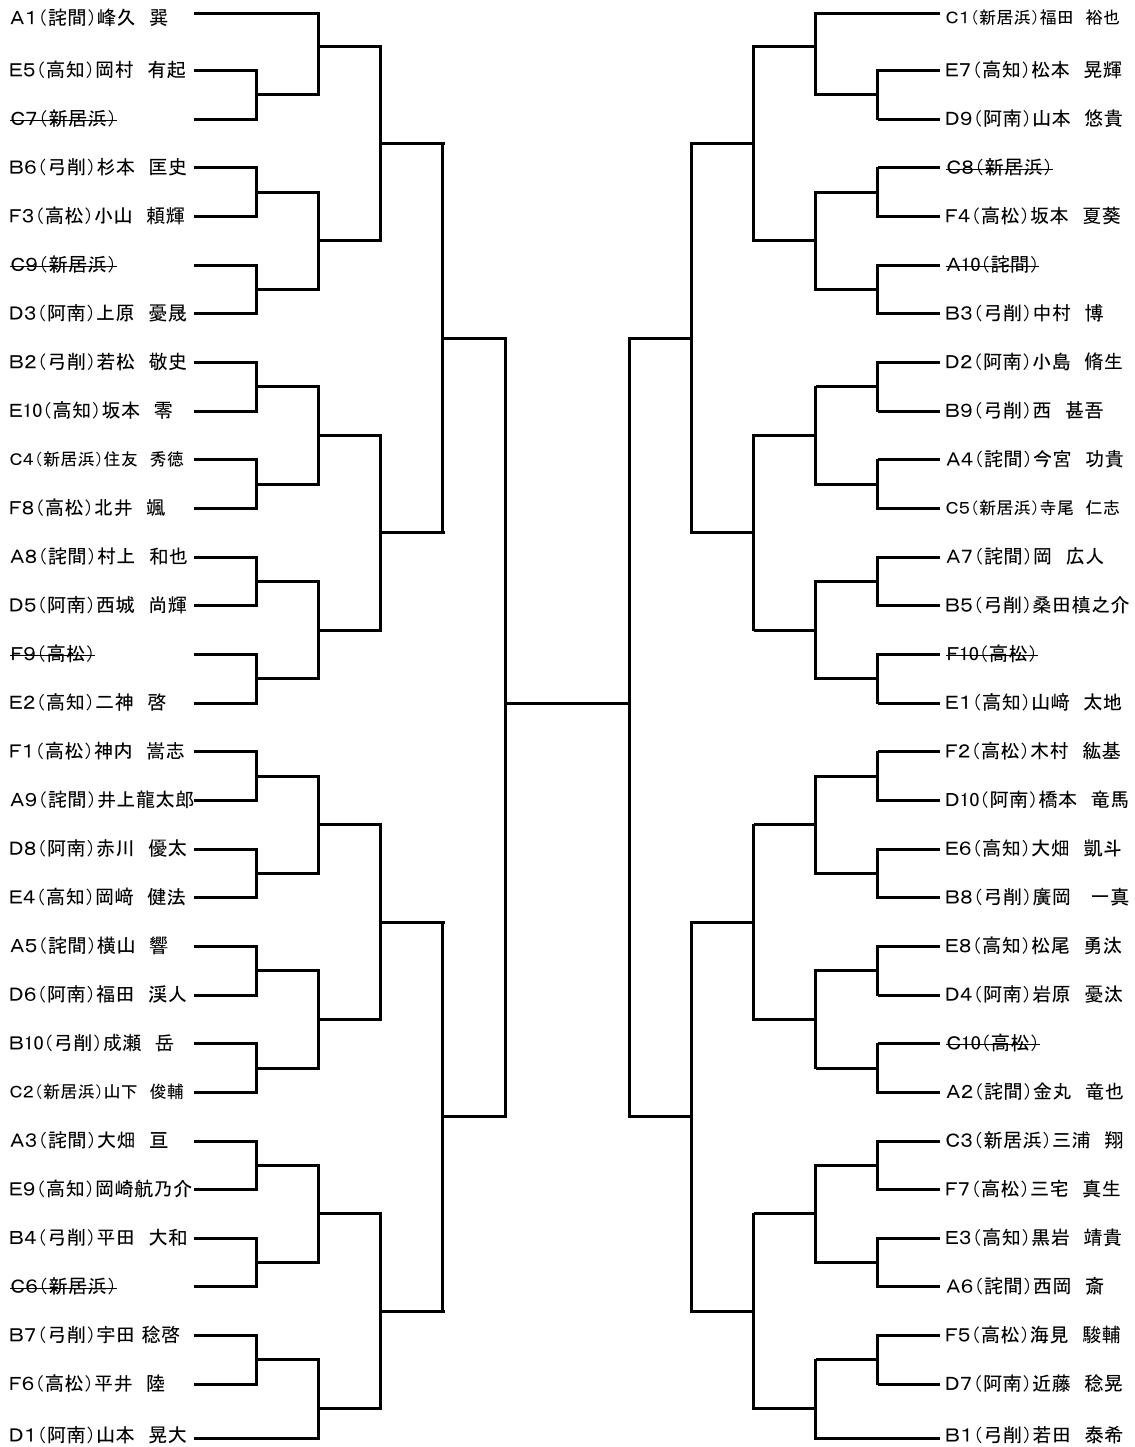 A1(詫間)峰久 巽
E5(高知)岡村 有起
C7(新居浜)
B6(弓削)杉本 匡史
F3(高松)小山 頼輝
C9(新居浜)
D3(阿南)上原 憂晟
B2(弓削)若松 敬史
E10(高知)坂本 零
C4(新居浜)住友 秀徳
F8(高松)北井 颯
A8(詫間)村上 和也
D5(阿南)西城 尚輝
F9(高松)
E2(高知)二神 啓
F1(高松)神内 嵩志
A9(詫間)井上龍太郎
D8(阿南)赤川 優太
E4(高知)岡﨑 健法
A5(詫間)横山 響
D6(阿南)福田 渓人
B10(弓削)成瀬 岳
C2(新居浜)山下 俊輔
A3(詫間)大畑 亘
E9(高知)岡崎航乃介
B4(弓削)平田 大和
C6(新居浜)
B7(弓削)宇田 稔啓
F6(高松)平井 陸
D1(阿南)山本 晃大
C1(新居浜)福田 裕也
E7(高知)松本 晃輝
D9(阿南)山本 悠貴
C8(新居浜)
F4(高松)坂本 夏葵
A10(詫間)
B3(弓削)中村 博
D2(阿南)小島 脩生
B9(弓削)西 甚吾
A4(詫間)今宮 功貴
C5(新居浜)寺尾 仁志
A7(詫間)岡 広人
B5(弓削)桑田槙之介
F10(高松)
E1(高知)山﨑 太地
F2(高松)木村 紘基
D10(阿南)橋本 竜馬
E6(高知)大畑 凱斗
B8(弓削)廣岡 一真
E8(高知)松尾 勇汰
D4(阿南)岩原 憂汰
C10(高松)
A2(詫間)金丸 竜也
C3(新居浜)三浦 翔
F7(高松)三宅 真生
E3(高知)黒岩 靖貴
A6(詫間)西岡 斎
F5(高松)海見 駿輔
D7(阿南)近藤 稔晃
B1(弓削)若田 泰希